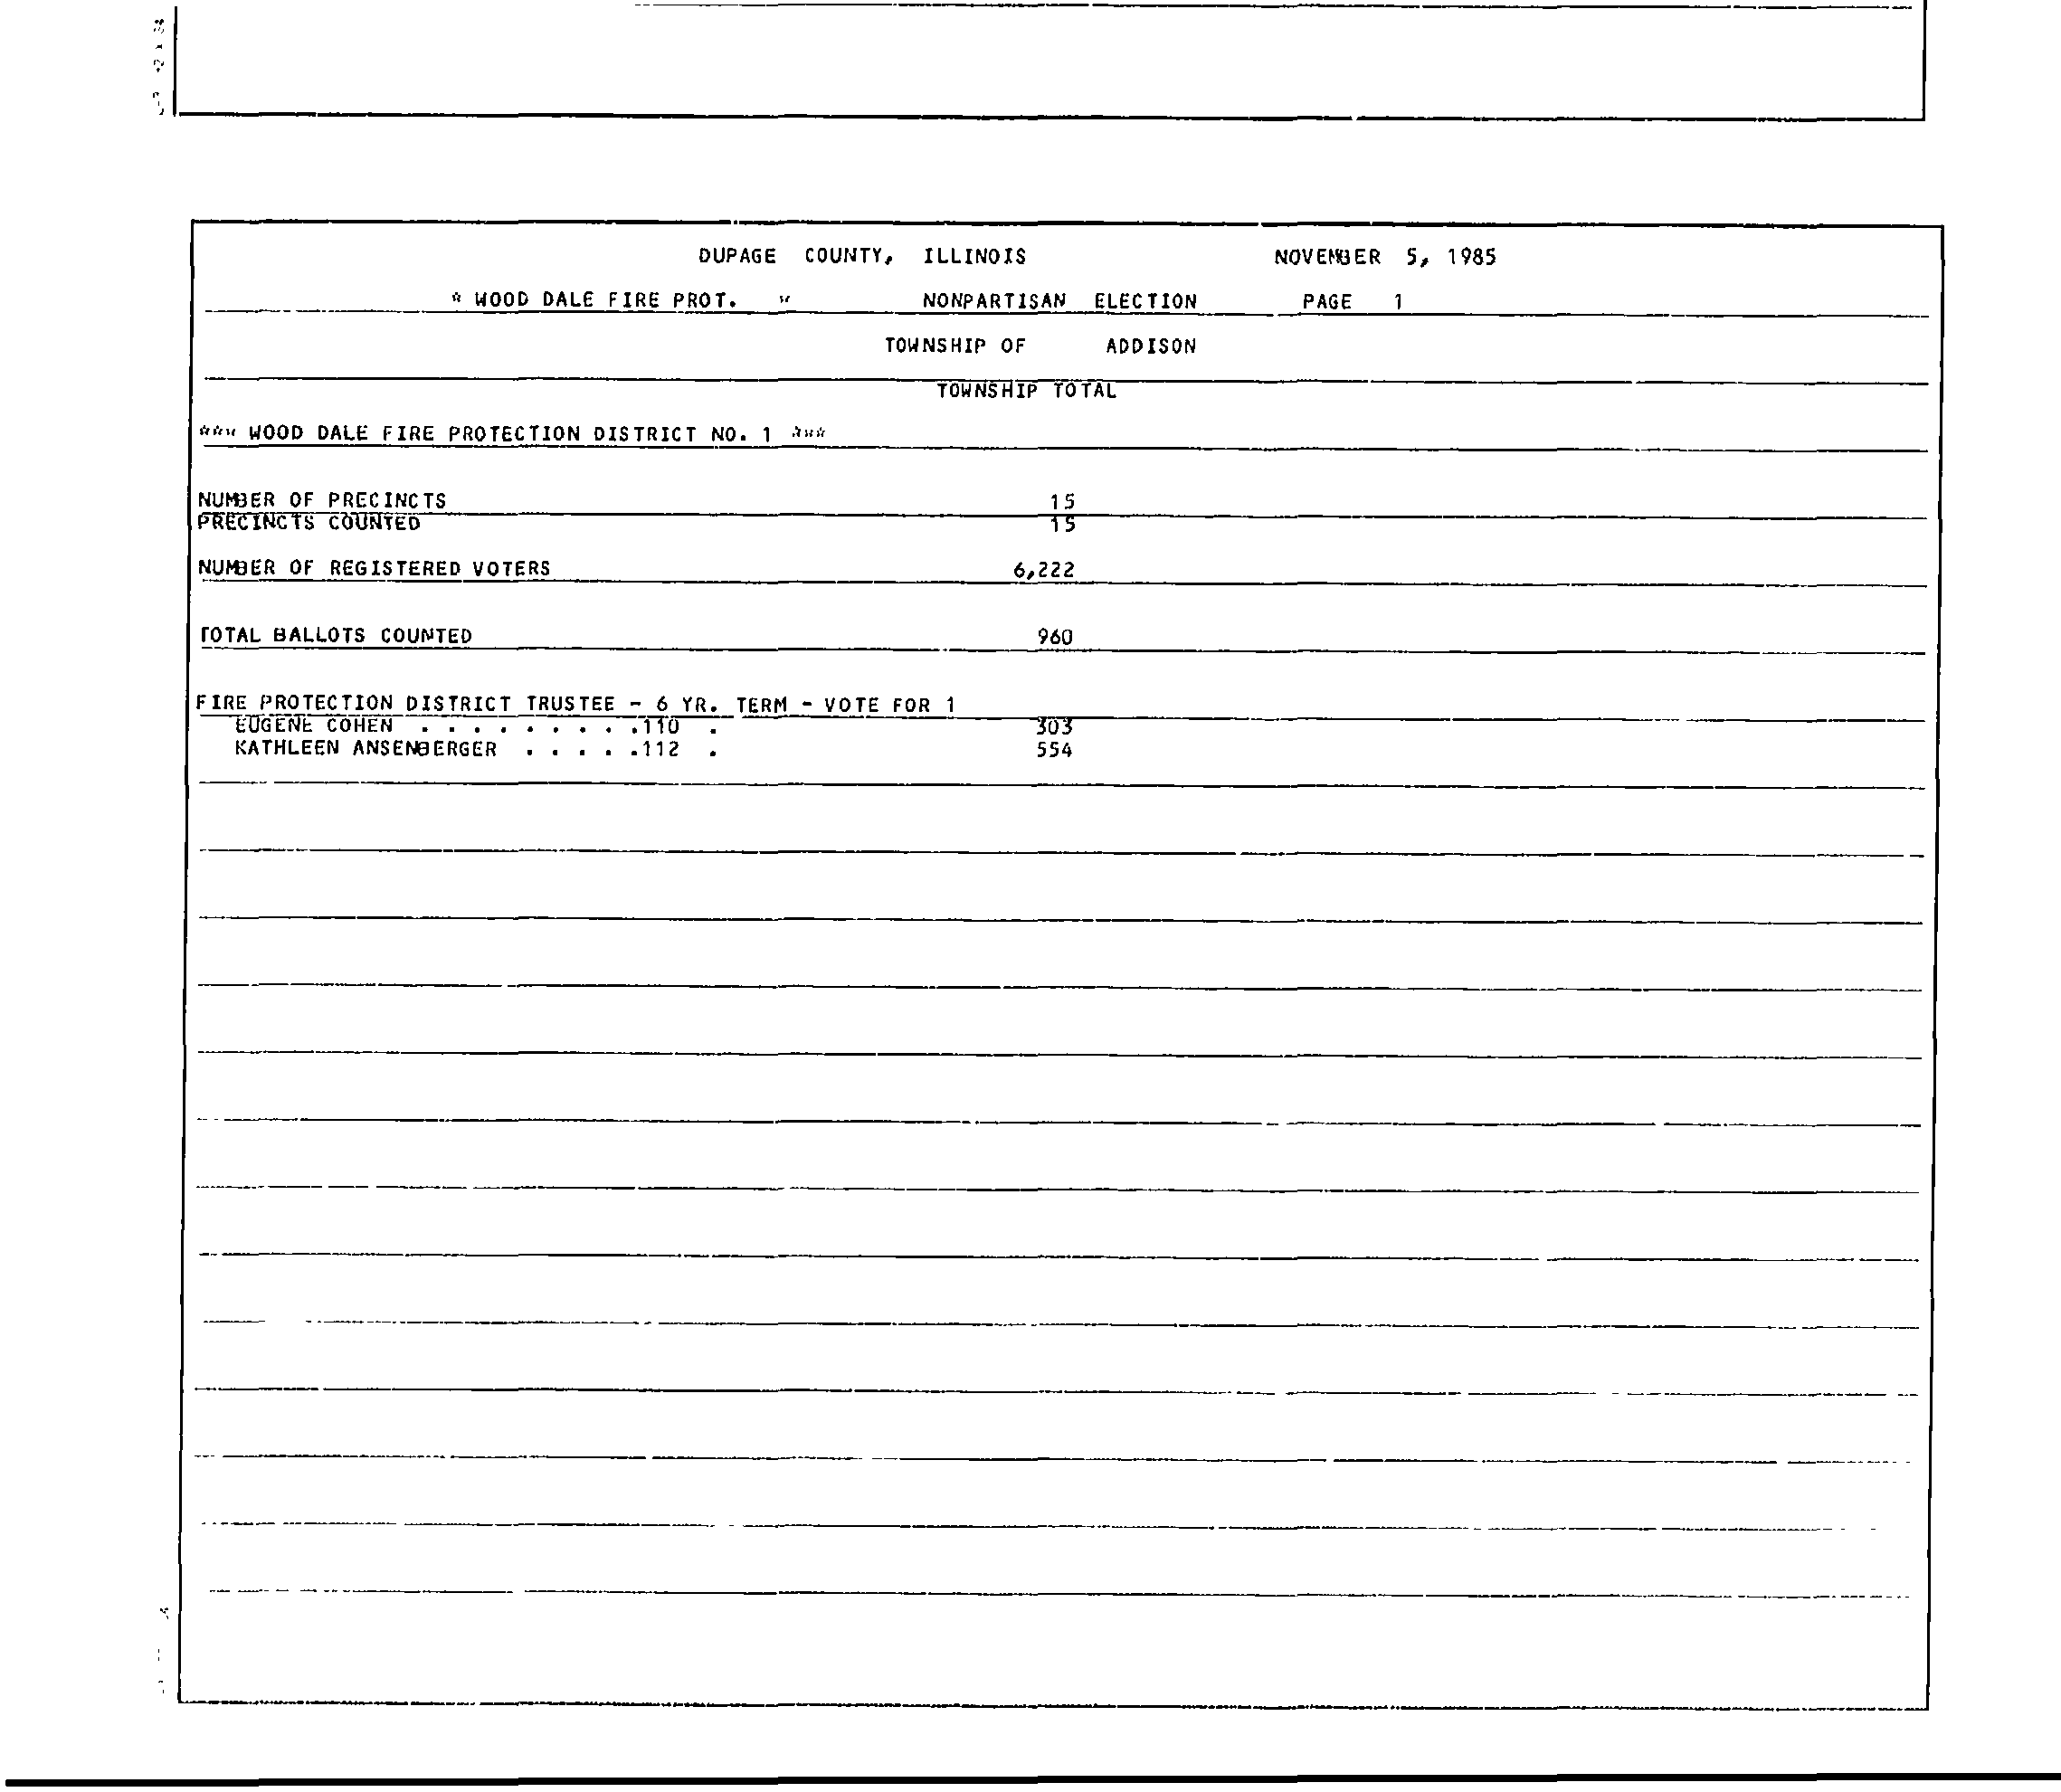 DUPAGE COUNTY, ILLINOIS NOVEMBER 5, 1985
* WOOD DALE FIRE PROT. * NONPARTISAN ELECTION PAGE 1
TOWNSHIP OF ADDISON
TOWNSHIP TOTAL
*** WOOD DALE FIRE PROTECTION DISTRICT NO. 1 ***
NUMBER OF PRECINCTS 15
PRECINCTS COUNTED 15
NUMBER OF REGISTERED VOTERS 6,222
TOTAL BALLOTS COUNTED 960
FIRE PROTECTION DISTRICT TRUSTEE - 6 YR. TERM - VOTE FOR 1
EUGENE COHEN . . . . . . . . .110 . 303
KATHLEEN ANSENBERGER . . . . .112 . 554